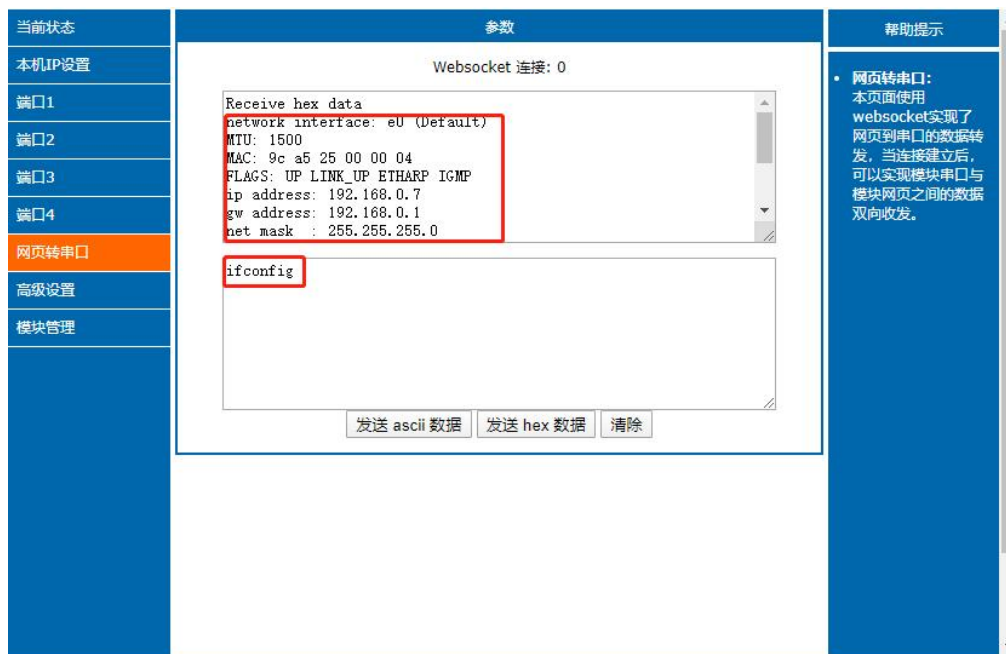 当前状态
本机IP设置
端口1
端口2
端口3
端口4
网页转串口
高级设置
模块管理
参数
Websocket 连接: 0
Receive hex data
network interface: e0 (Default)
MTU: 1500
MAC: 9c a5 25 00 00 04
FLAGS: UP LINK_UP ETHARP IGMP
ip address: 192.168.0.7
gw address: 192.168.0.1
net mask : 255.255.255.0
ifconfig
发送 ascii 数据
发送 hex 数据
清除
帮助提示
• 网页转串口:
本页面使用
websocket实现了
网页到串口的数据转
发，当连接建立后，
可以实现模块串口与
模块网页之间的数据
双向收发。